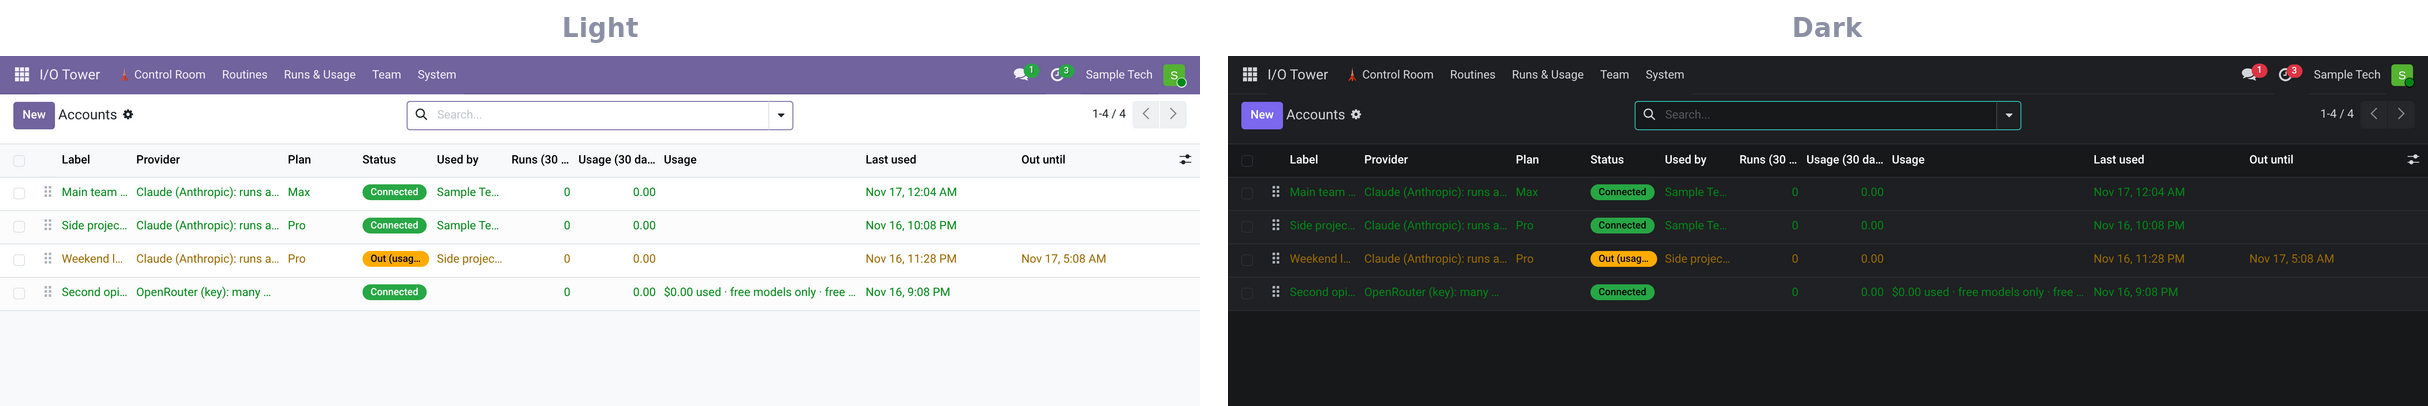 Light
I/O Tower Control Room Routines Runs & Usage Team System 1 3 Sample Tech S
New Accounts Search... 1-4 / 4
Label Provider Plan Status Used by Runs (30 ... Usage (30 da... Usage Last used Out until
Main team ... Claude (Anthropic): runs a... Max Connected Sample Te... 0 0.00 Nov 17, 12:04 AM
Side projec... Claude (Anthropic): runs a... Pro Connected Sample Te... 0 0.00 Nov 16, 10:08 PM
Weekend l... Claude (Anthropic): runs a... Pro Out (usag... Side projec... 0 0.00 Nov 16, 11:28 PM Nov 17, 5:08 AM
Second opi... OpenRouter (key): many ... Connected 0 0.00 $0.00 used · free models only · free ... Nov 16, 9:08 PM
Dark
I/O Tower Control Room Routines Runs & Usage Team System 1 3 Sample Tech S
New Accounts Search... 1-4 / 4
Label Provider Plan Status Used by Runs (30 ... Usage (30 da... Usage Last used Out until
Main team ... Claude (Anthropic): runs a... Max Connected Sample Te... 0 0.00 Nov 17, 12:04 AM
Side projec... Claude (Anthropic): runs a... Pro Connected Sample Te... 0 0.00 Nov 16, 10:08 PM
Weekend l... Claude (Anthropic): runs a... Pro Out (usag... Side projec... 0 0.00 Nov 16, 11:28 PM Nov 17, 5:08 AM
Second opi... OpenRouter (key): many ... Connected 0 0.00 $0.00 used · free models only · free ... Nov 16, 9:08 PM